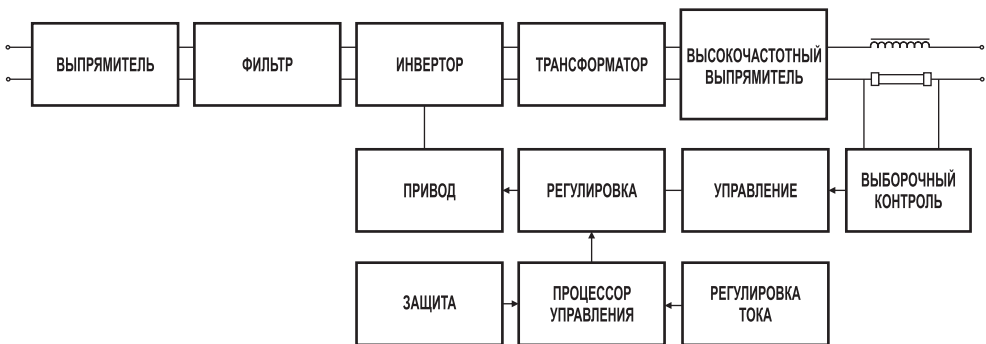 ВЫПРЯМИТЕЛЬ
ФИЛЬТР
ИНВЕРТОР
ТРАНСФОРМАТОР
ВЫСОКОЧАСТОТНЫЙ
ВЫПРЯМИТЕЛЬ
ПРИВОД
РЕГУЛИРОВКА
УПРАВЛЕНИЕ
ВЫБОРОЧНЫЙ
КОНТРОЛЬ
ЗАЩИТА
ПРОЦЕССОР
УПРАВЛЕНИЯ
РЕГУЛИРОВКА
ТОКА